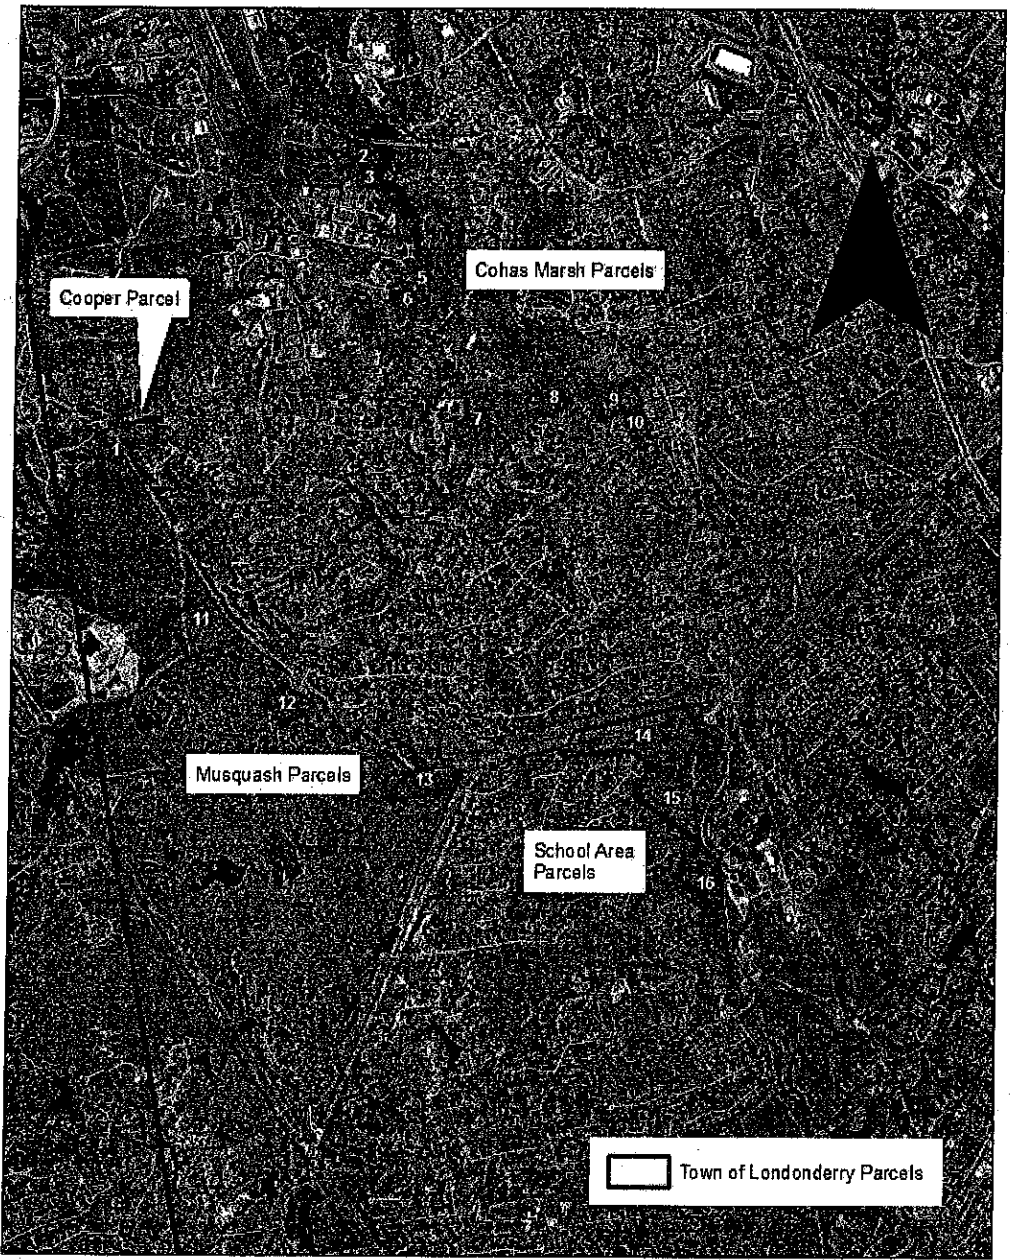 2
3
4
5
6
Cohas Marsh Parcels
Cooper Parcel
7
8
9
10
1
11
12
13
Musquash Parcels
14
15
16
School Area
Parcels
Town of Londonderry Parcels